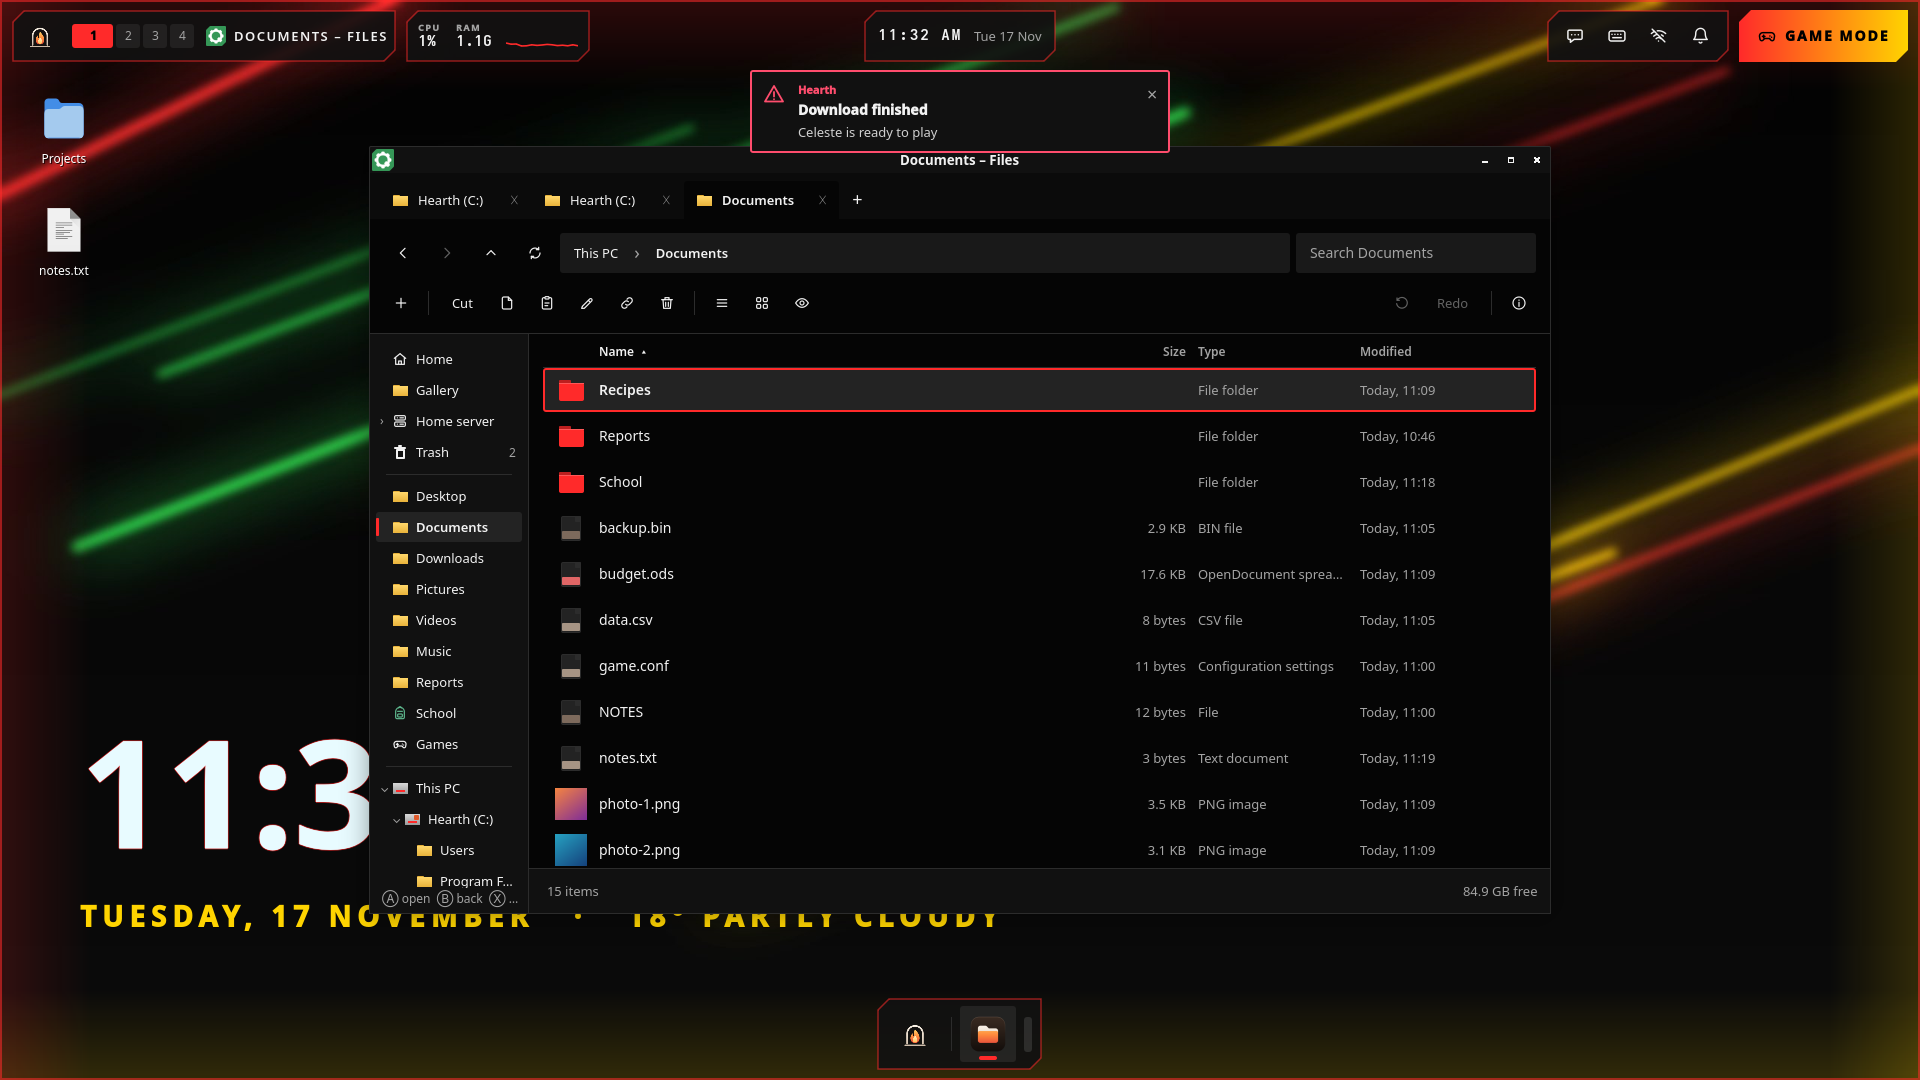 1 2 3 4 DOCUMENTS – FILES
CPU 1%
RAM 1.1G
11:32 AM Tue 17 Nov
GAME MODE
Projects
notes.txt
Hearth
Download finished
Celeste is ready to play
Documents – Files
Hearth (C:) X
Hearth (C:) X
Documents X +
This PC › Documents
Search Documents
Cut
Redo
Home
Gallery
Home server
Trash 2
Desktop
Documents
Downloads
Pictures
Videos
Music
Reports
School
Games
This PC
Hearth (C:)
Users
Program F...
A open B back X ...
Name Size Type Modified
Recipes File folder Today, 11:09
Reports File folder Today, 10:46
School File folder Today, 11:18
backup.bin 2.9 KB BIN file Today, 11:05
budget.ods 17.6 KB OpenDocument sprea... Today, 11:09
data.csv 8 bytes CSV file Today, 11:05
game.conf 11 bytes Configuration settings Today, 11:00
NOTES 12 bytes File Today, 11:00
notes.txt 3 bytes Text document Today, 11:19
photo-1.png 3.5 KB PNG image Today, 11:09
photo-2.png 3.1 KB PNG image Today, 11:09
15 items
84.9 GB free
11:3
TUESDAY, 17 NOVEMBER · 18° PARTLY CLOUDY